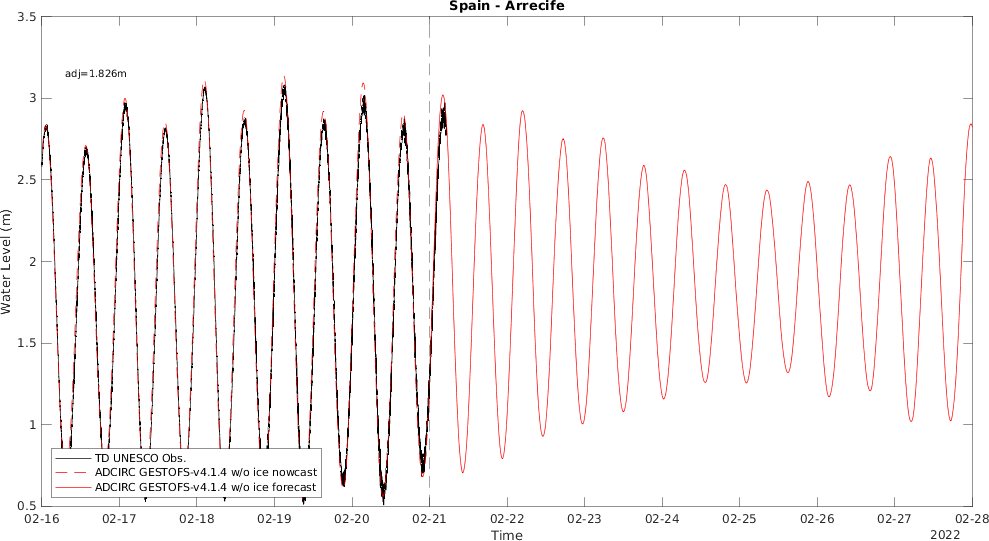 Spain - Arrecife
3.5
3
2.5
2
1.5
1
0.5
Water Level (m)
adj=1.826m
TD UNESCO Obs.
ADCIRC GESTOFS-v4.1.4 w/o ice nowcast
ADCIRC GESTOFS-v4.1.4 w/o ice forecast
02-16 02-17 02-18 02-19 02-20 02-21 02-22 02-23 02-24 02-25 02-26 02-27 02-28
Time
2022